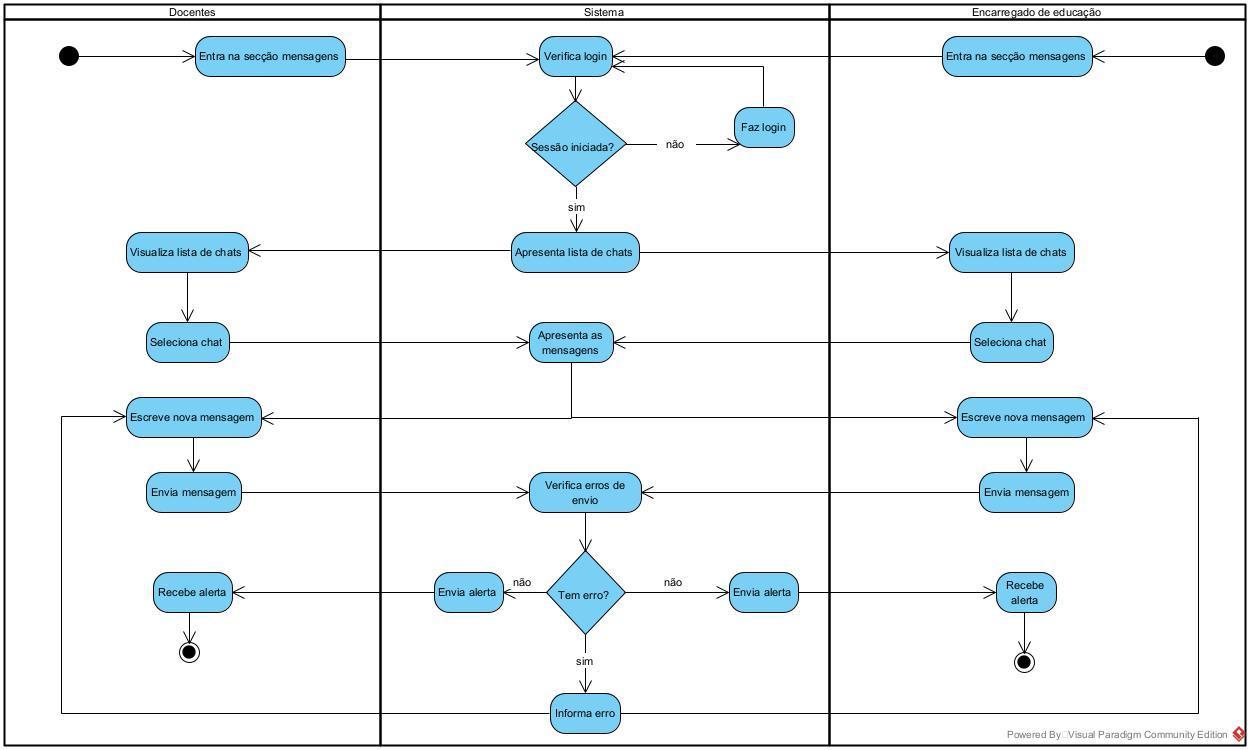 Docentes
Sistema
Encarregado de educação
Entra na secção mensagens
Verifica login
Entra na secção mensagens
Faz login
Sessão iniciada?
não
sim
Visualiza lista de chats
Apresenta lista de chats
Visualiza lista de chats
Seleciona chat
Apresenta as
mensagens
Seleciona chat
Escreve nova mensagem
Escreve nova mensagem
Envia mensagem
Verifica erros de
envio
Envia mensagem
não
não
Recebe alerta
Envia alerta
Tem erro?
Envia alerta
Recebe
alerta
sim
Informa erro
Powered By Visual Paradigm Community Edition